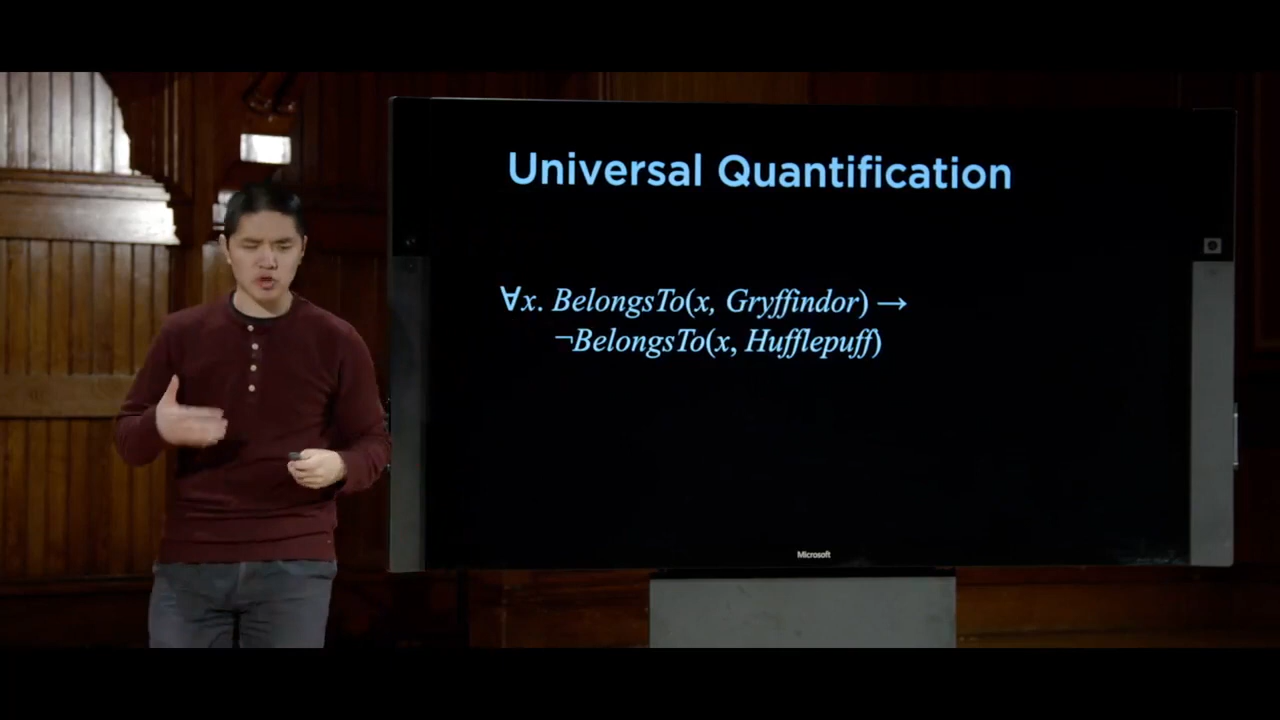 Universal Quantification
∀x. BelongsTo(x, Gryffindor) →
¬BelongsTo(x, Hufflepuff)
Microsoft